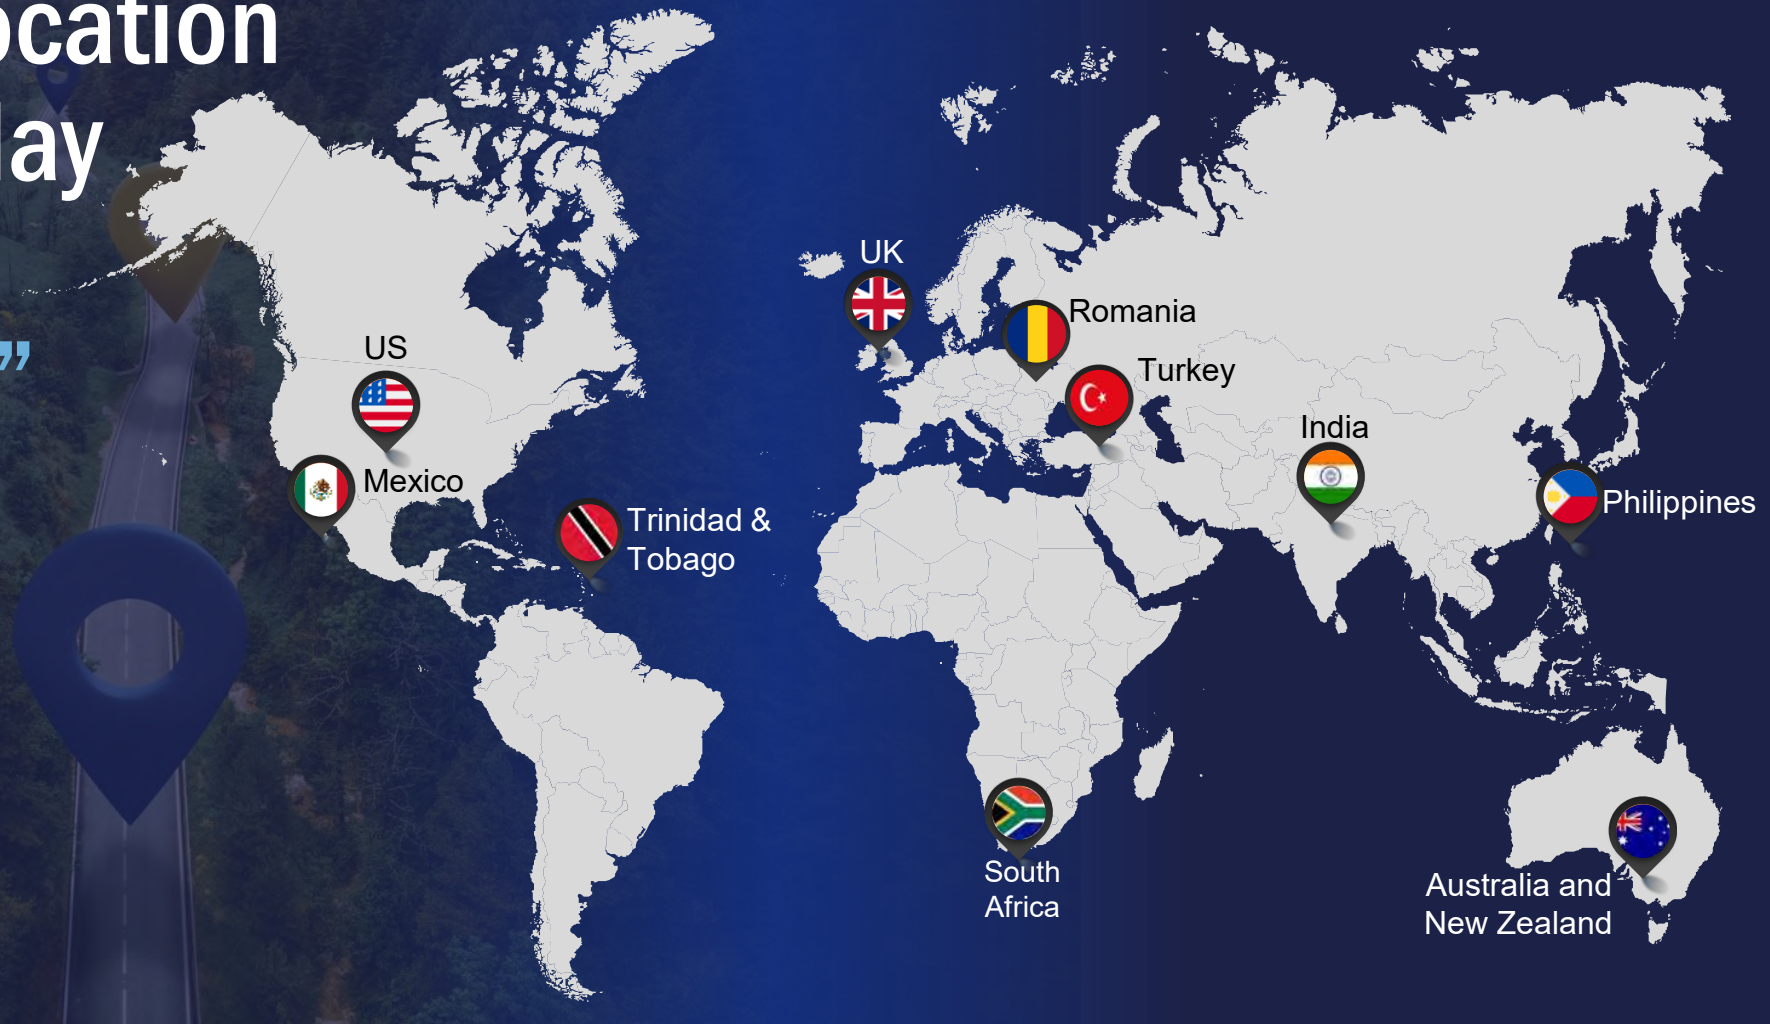 ocation
lay
”
UK
Romania
US
Turkey
India
Mexico
Philippines
Trinidad &
Tobago
South
Africa
Australia and
New Zealand